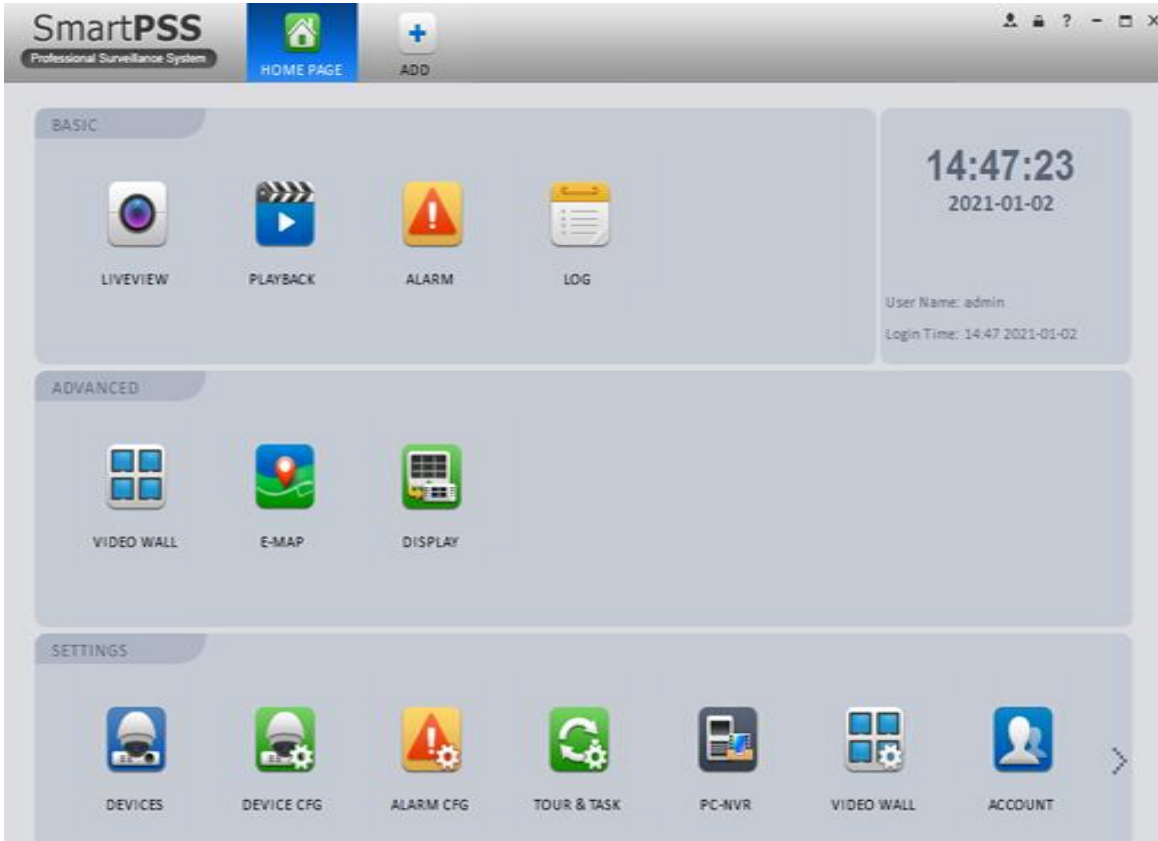 SmartPSS
Professional Surveillance System
HOME PAGE
ADD
?
BASIC
LIVEVIEW
PLAYBACK
ALARM
LOG
14:47:23
2021-01-02
User Name: admin
Login Time: 14:47 2021-01-02
ADVANCED
VIDEO WALL
E-MAP
DISPLAY
SETTINGS
DEVICES
DEVICE CFG
ALARM CFG
TOUR & TASK
PC-NVR
VIDEO WALL
ACCOUNT